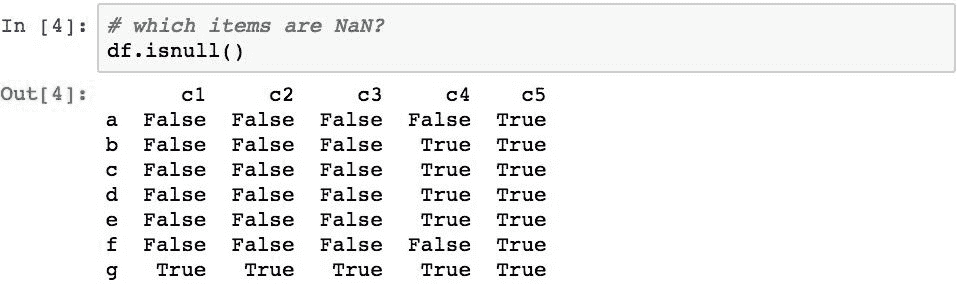 In [4]: # which items are NaN?
df.isnull()
Out[4]: c1 c2 c3 c4 c5
a False False False False True
b False False False True True
c False False False True True
d False False False True True
e False False False True True
f False False False False True
g True True True True True